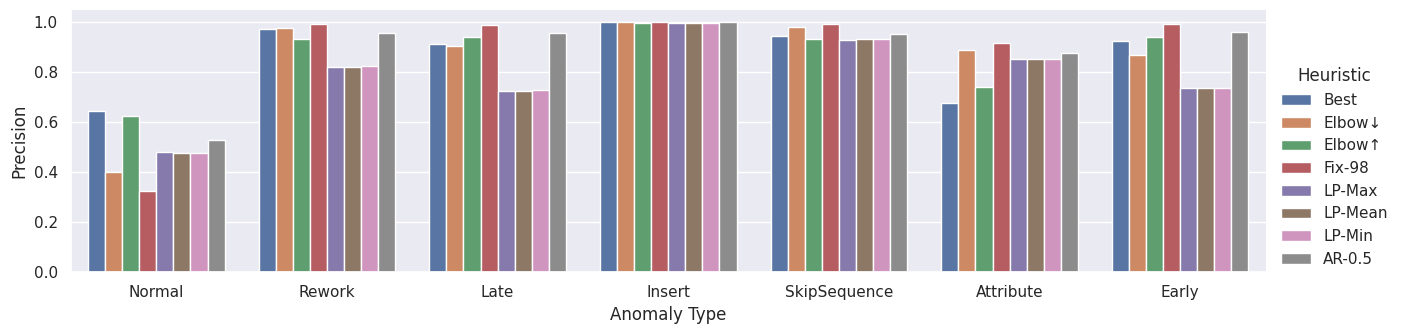 1.0
0.8
0.6
0.4
0.2
0.0
Precision
Normal
Rework
Late
Insert
SkipSequence
Attribute
Early
Anomaly Type
Heuristic
Best
Elbow↓
Elbow↑
Fix-98
LP-Max
LP-Mean
LP-Min
AR-0.5